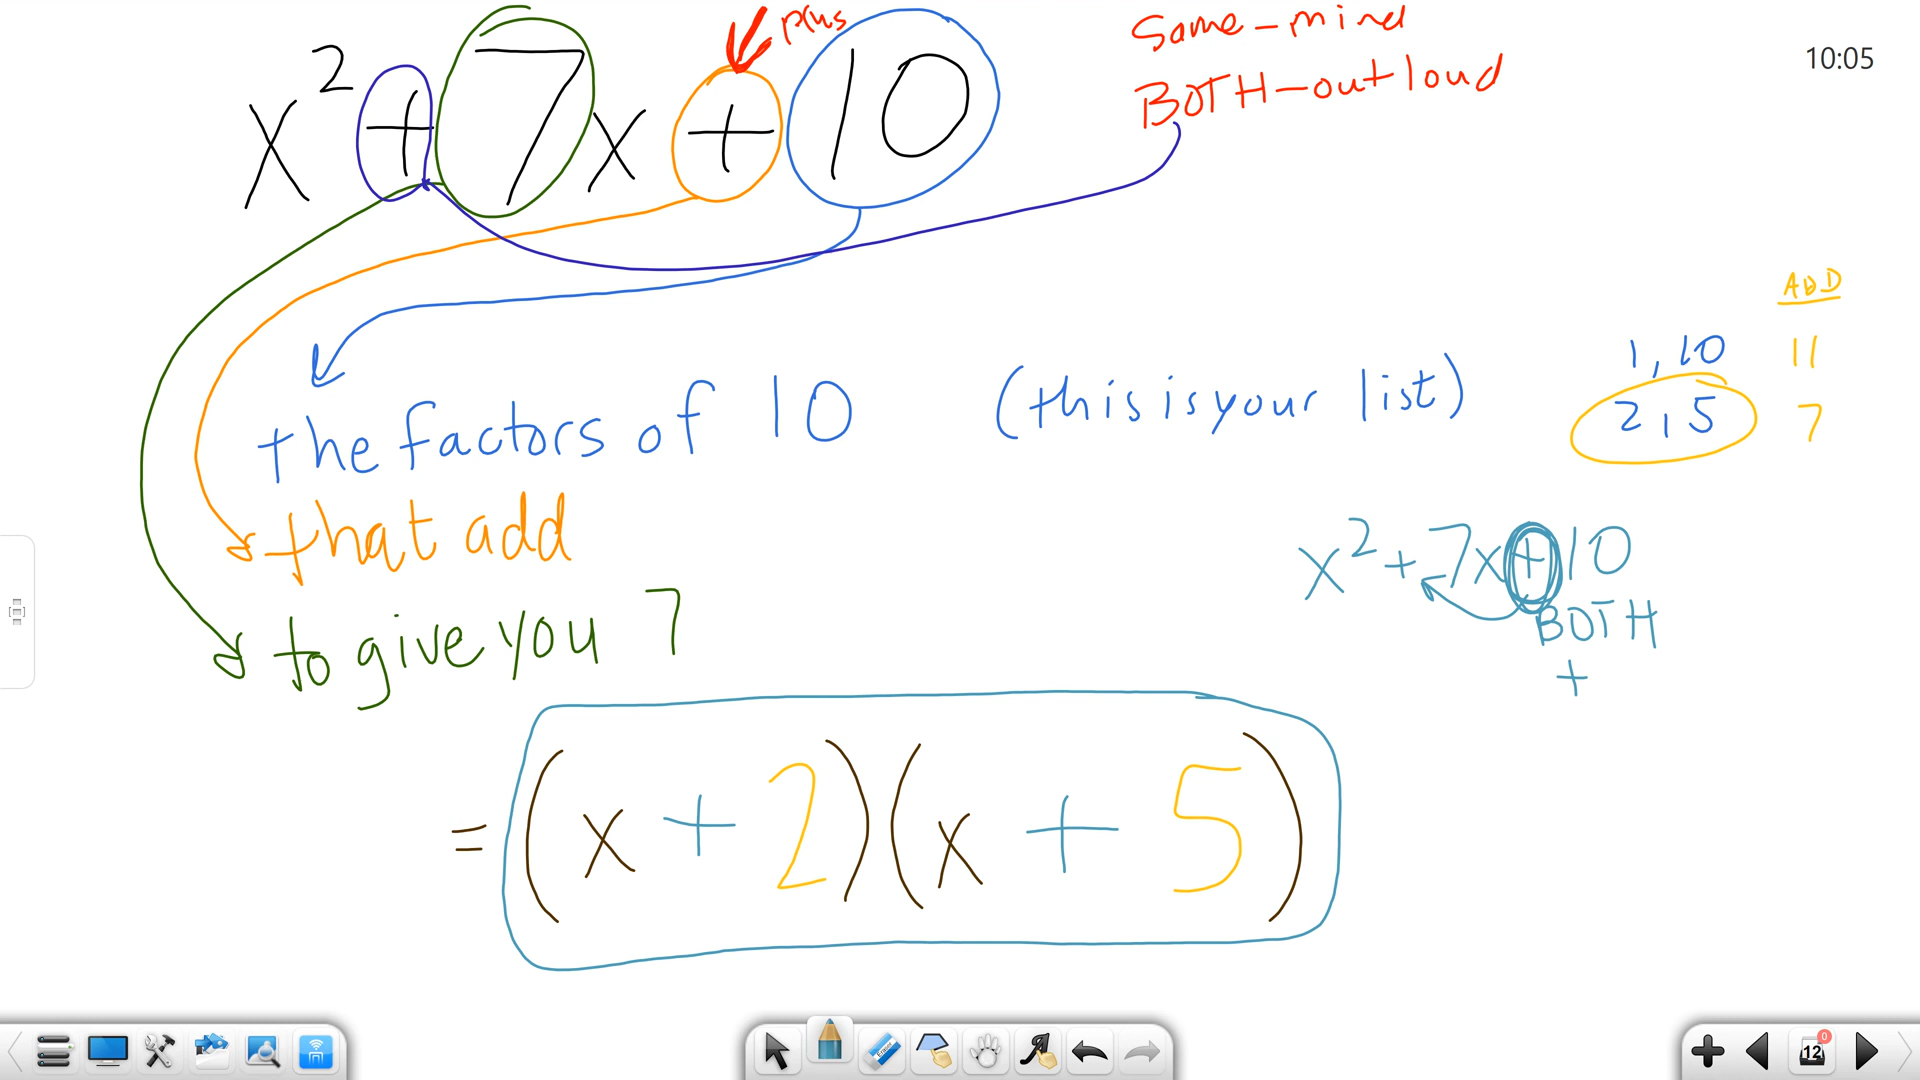 x² + 7x + 10
plus
Same - mind
BOTH - out loud
10:05
ADD
1, 10 11
2, 5 7
the factors of 10 (this is your list)
that add
to give you 7
x² + 7x + 10
BOTH
+
= (x + 2)(x + 5)
Eraser
12
0